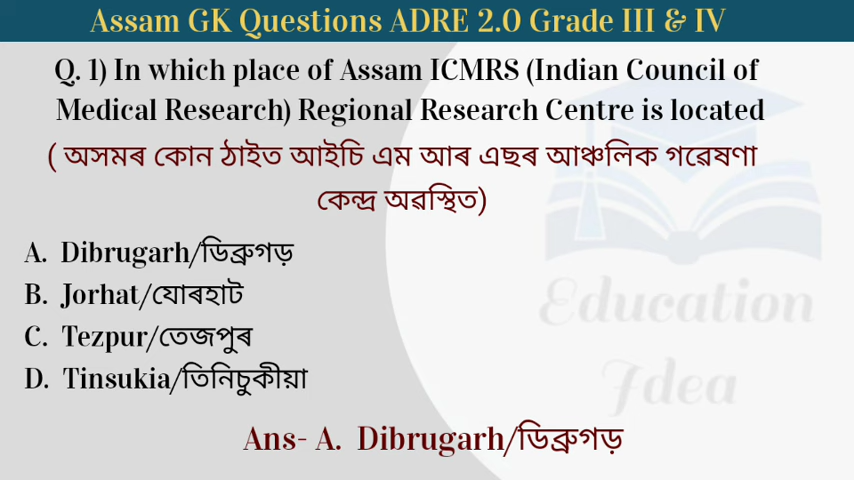 Assam GK Questions ADRE 2.0 Grade III & IV
Q. 1) In which place of Assam ICMRS (Indian Council of
Medical Research) Regional Research Centre is located
( অসমৰ কোন ঠাইত আইচি এম আৰ এছৰ আঞ্চলিক গৱেষণা
কেন্দ্ৰ অৱস্থিত)
A. Dibrugarh/ডিব্ৰুগড়
B. Jorhat/যোৰহাট
C. Tezpur/তেজপুৰ
D. Tinsukia/তিনিচুকীয়া
Education
Idea
Ans- A. Dibrugarh/ডিব্ৰুগড়